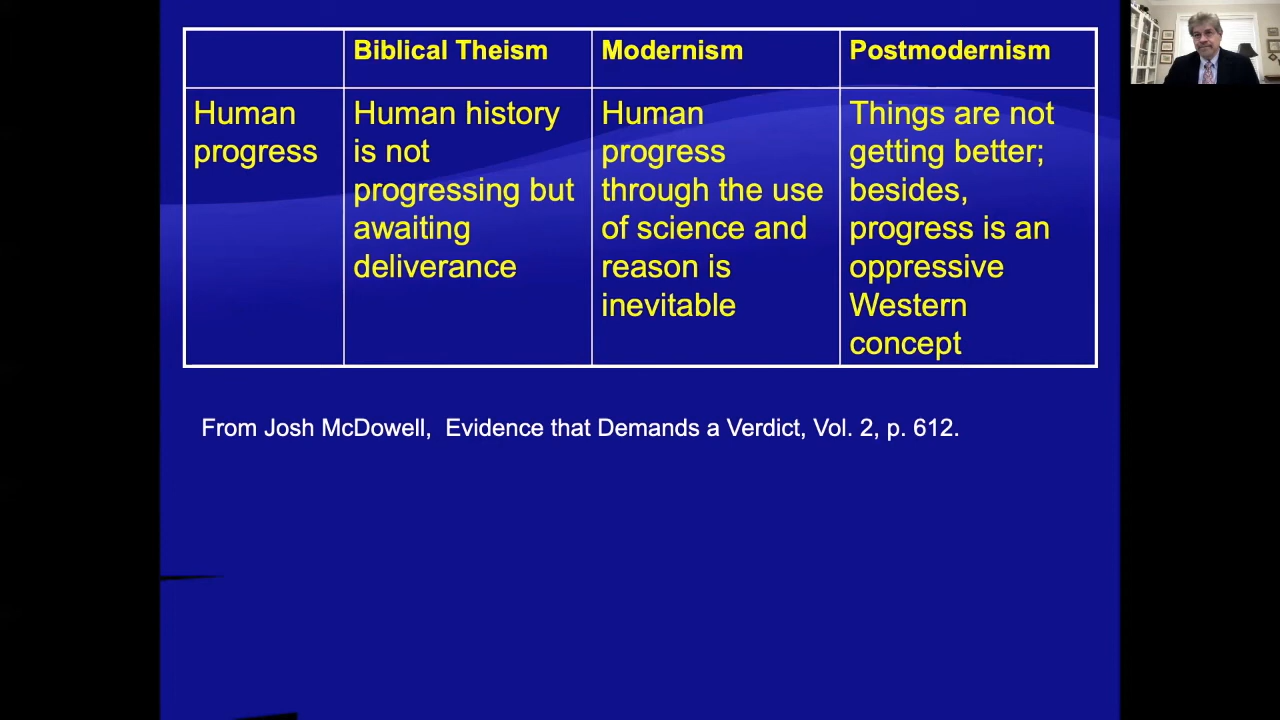 Biblical Theism
Modernism
Postmodernism
Human
progress
Human history
is not
progressing but
awaiting
deliverance
Human
progress
through the use
of science and
reason is
inevitable
Things are not
getting better;
besides,
progress is an
oppressive
Western
concept
From Josh McDowell,  Evidence that Demands a Verdict, Vol. 2, p. 612.